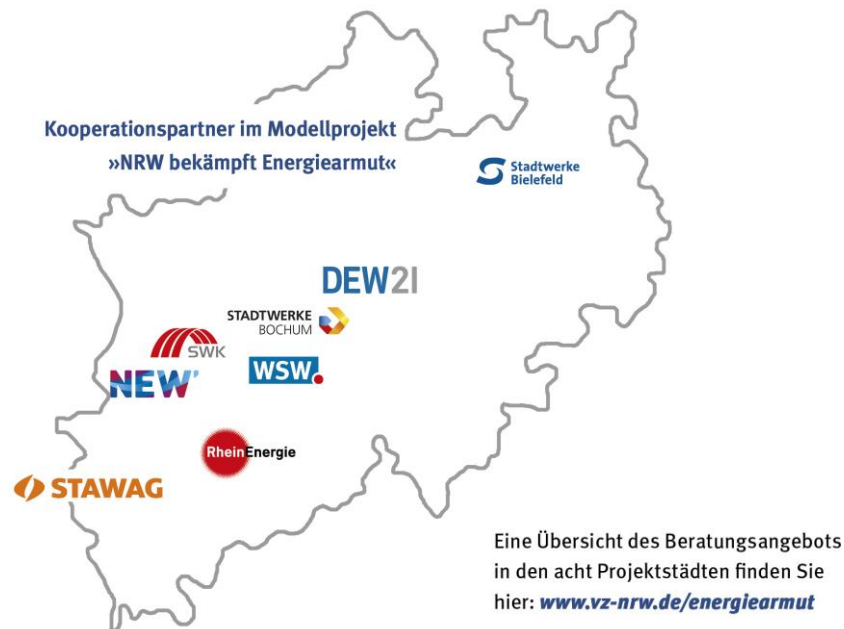 Kooperationspartner im Modellprojekt
»NRW bekämpft Energiearmut«
Stadtwerke
Bielefeld
DEW21
STADTWERKE
BOCHUM
SWK
NEW'
WSW.
RheinEnergie
STAWAG
Eine Übersicht des Beratungsangebots
in den acht Projektstädten finden Sie
hier: www.vz-nrw.de/energiearmut